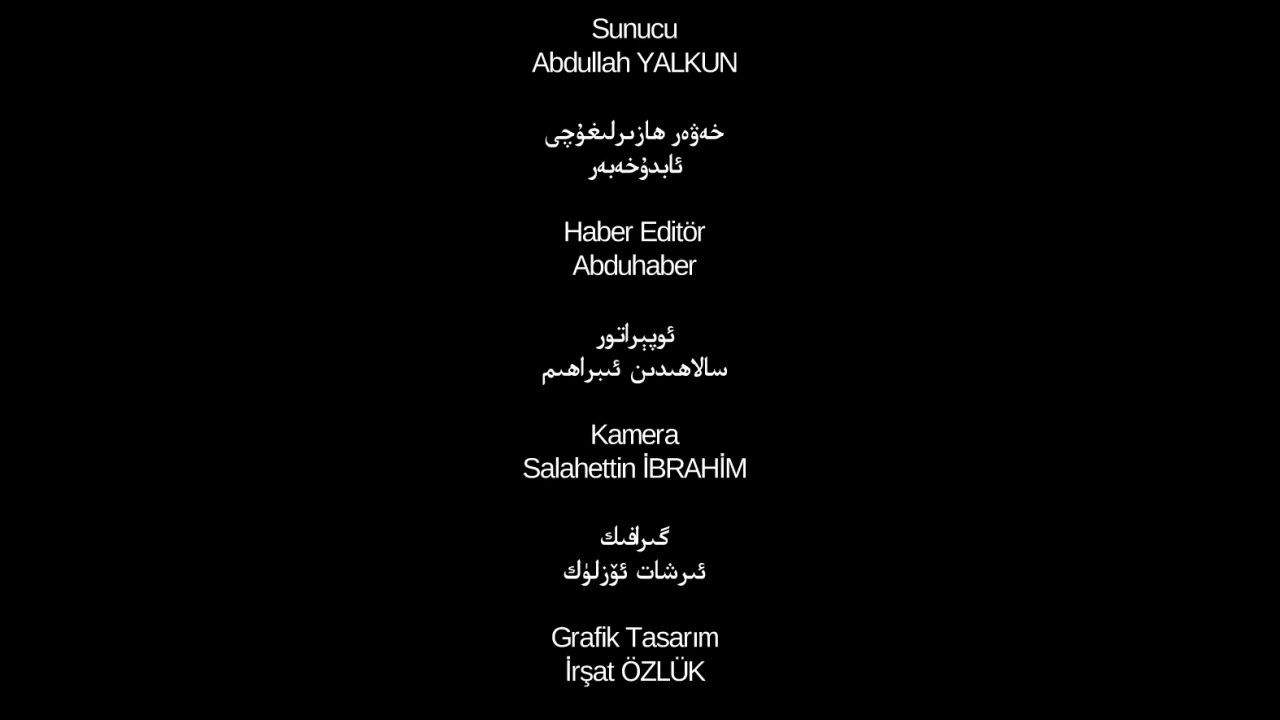 Sunucu
Abdullah YALKUN
خەۋەر ھازىرلىغۇچى
ئابدۇخەبەر
Haber Editör
Abduhaber
ئوپېراتور
سالاھىدىن ئىبراھىم
Kamera
Salahettin İBRAHİM
گىرافىك
ئىرشات ئۆزلۈك
Grafik Tasarım
İrşat ÖZLÜK